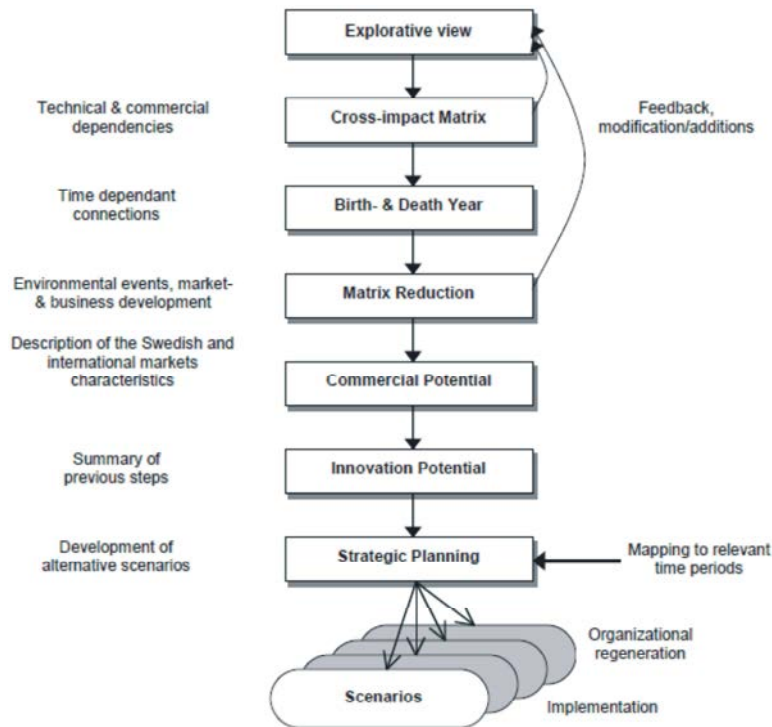 Explorative view
Technical & commercial
dependencies
Cross-impact Matrix
Feedback,
modification/additions
Time dependant
connections
Birth- & Death Year
Environmental events, market-
& business development
Matrix Reduction
Description of the Swedish and
international markets
characteristics
Commercial Potential
Summary of
previous steps
Innovation Potential
Development of
alternative scenarios
Strategic Planning
Mapping to relevant
time periods
Organizational
regeneration
Scenarios
Implementation